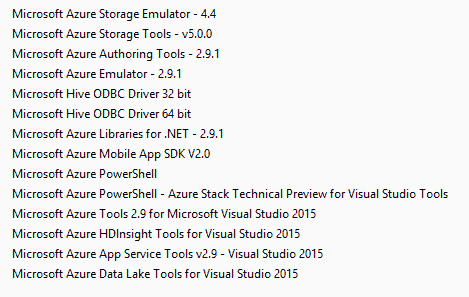 Microsoft Azure Storage Emulator - 4.4
Microsoft Azure Storage Tools - v5.0.0
Microsoft Azure Authoring Tools - 2.9.1
Microsoft Azure Emulator - 2.9.1
Microsoft Hive ODBC Driver 32 bit
Microsoft Hive ODBC Driver 64 bit
Microsoft Azure Libraries for .NET - 2.9.1
Microsoft Azure Mobile App SDK V2.0
Microsoft Azure PowerShell
Microsoft Azure PowerShell - Azure Stack Technical Preview for Visual Studio Tools
Microsoft Azure Tools 2.9 for Microsoft Visual Studio 2015
Microsoft Azure HDInsight Tools for Visual Studio 2015
Microsoft Azure App Service Tools v2.9 - Visual Studio 2015
Microsoft Azure Data Lake Tools for Visual Studio 2015